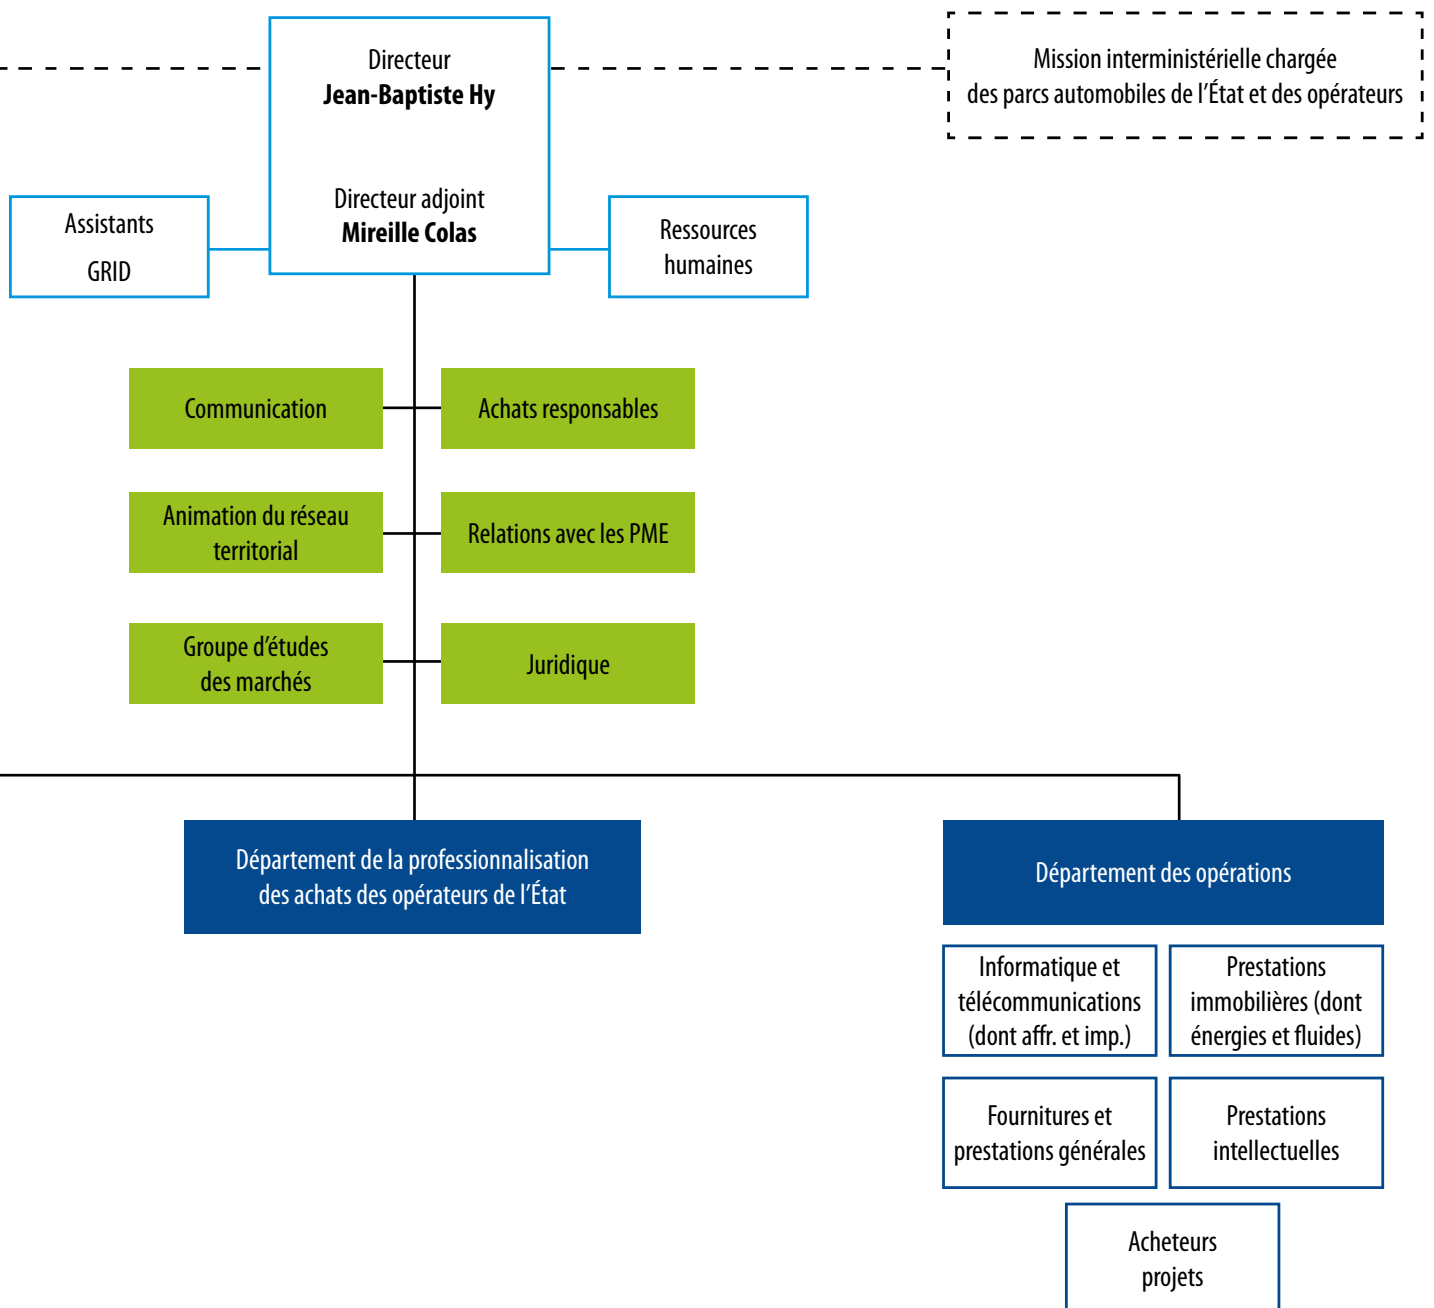 Directeur
Jean-Baptiste Hy
Mission interministérielle chargée
des parcs automobiles de l’État et des opérateurs
Directeur adjoint
Mireille Colas
Assistants
GRID
Ressources
humaines
Communication
Achats responsables
Animation du réseau
territorial
Relations avec les PME
Groupe d’études
des marchés
Juridique
Département de la professionnalisation
des achats des opérateurs de l’État
Département des opérations
Informatique et
télécommunications
(dont affr. et imp.)
Prestations
immobilières (dont
énergies et fluides)
Fournitures et
prestations générales
Prestations
intellectuelles
Acheteurs
projets